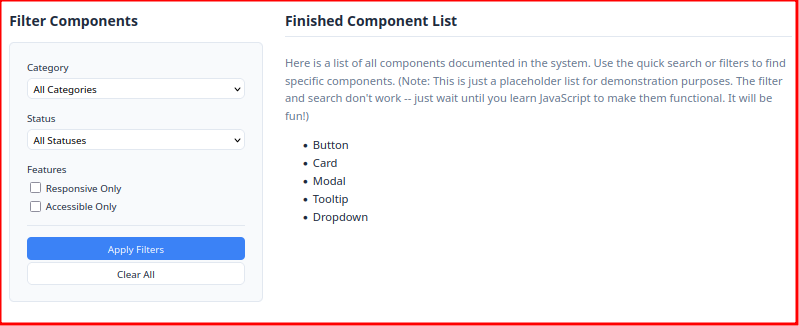 Filter Components
Category
All Categories
Status
All Statuses
Features
Responsive Only
Accessible Only
Apply Filters
Clear All
Finished Component List
Here is a list of all components documented in the system. Use the quick search or filters to find
specific components. (Note: This is just a placeholder list for demonstration purposes. The filter
and search don't work -- just wait until you learn JavaScript to make them functional. It will be
fun!)
Button
Card
Modal
Tooltip
Dropdown